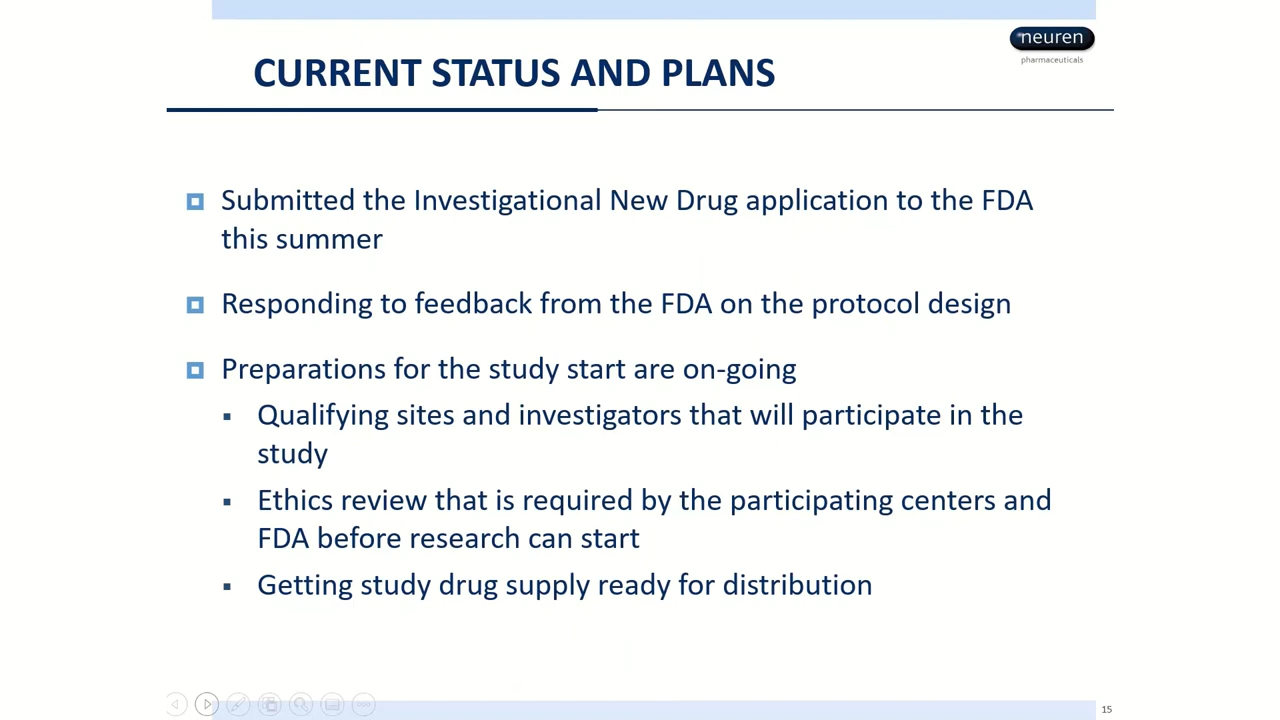 neuren
pharmaceuticals
CURRENT STATUS AND PLANS
Submitted the Investigational New Drug application to the FDA
this summer
Responding to feedback from the FDA on the protocol design
Preparations for the study start are on-going
Qualifying sites and investigators that will participate in the
study
Ethics review that is required by the participating centers and
FDA before research can start
Getting study drug supply ready for distribution
15